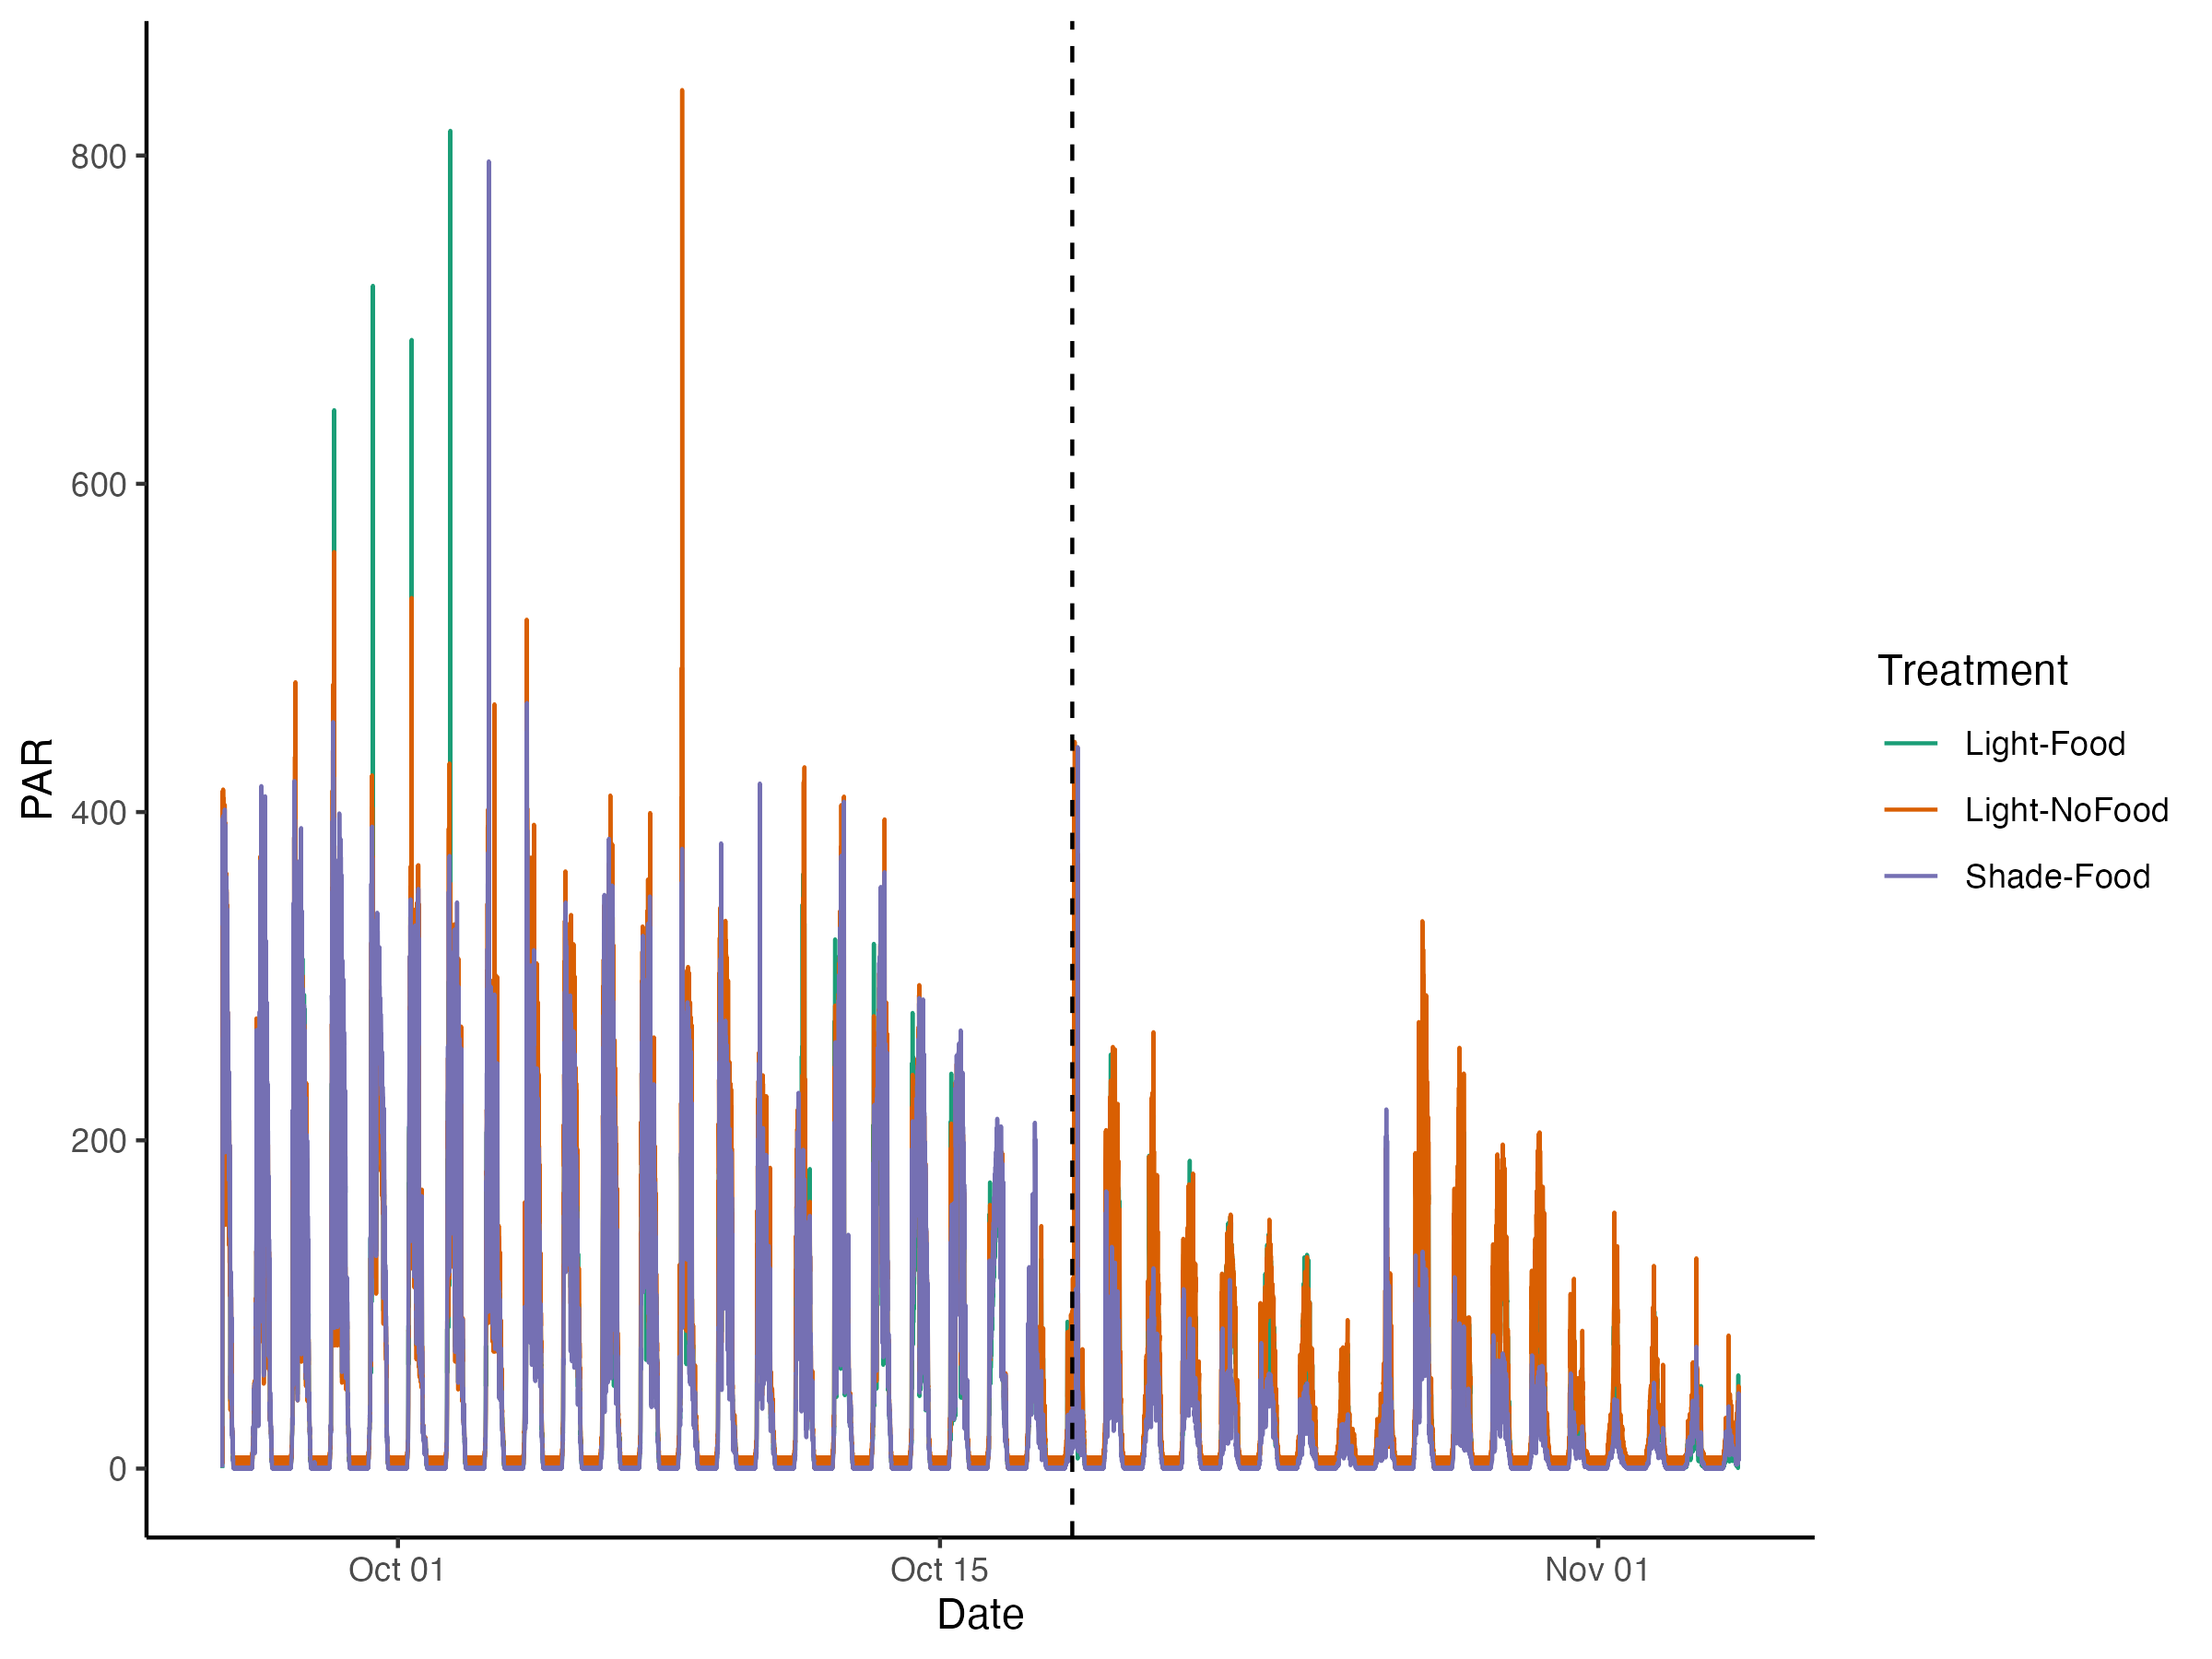 PAR
800
600
400
200
0
Oct 01
Oct 15
Nov 01
Date
Treatment
Light-Food
Light-NoFood
Shade-Food